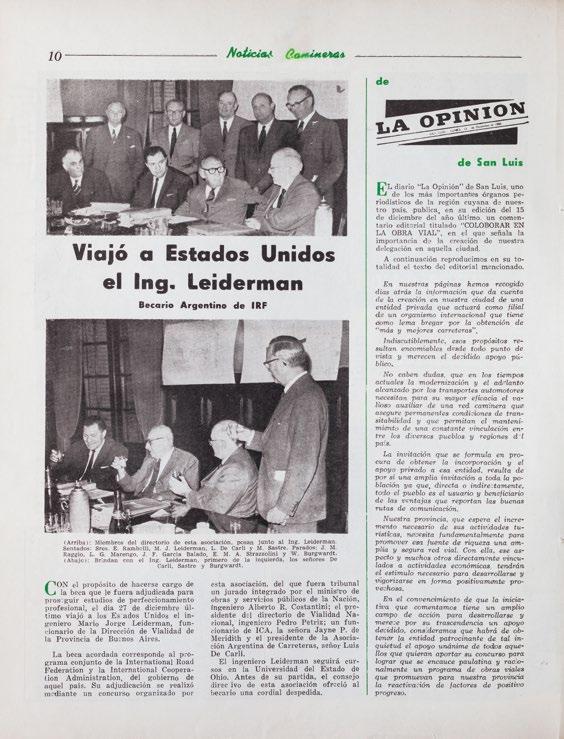 10
Noticias Camineras
Viajó a Estados Unidos
el Ing. Leiderman
Becario Argentino de IRF
(Arriba): Miembros del directorio de esta asociación, posan junto al Ing. Leiderman.
Sentados: Sres. E. Rambelli, M. J. Leiderman, L. De Carli y M. Sastre. Parados: J. M.
Raggio, L. G. Marengo, J. F. García Balado, E. M. A. Strazzolini y W. Burgwardt.
(Abajo): Brindan con el Ing. Leiderman, primero de la izquierda, los señores De
Carli, Sastre y Burgwardt.
CON el propósito de hacerse cargo de
la beca que le fuera adjudicada para
proseguir estudios de perfeccionamiento
profesional, el día 27 de diciembre úl-
timo viajó a los Estados Unidos el in-
geniero Mario Jorge Leiderman, fun-
cionario de la Dirección de Vialidad de
la Provincia de Buenos Aires.
La beca acordada corresponde al pro-
grama conjunto de la International Road
Federation y la International Coopera-
tion Administration, del gobierno de
aquel país. Su adjudicación se realizó
mediante un concurso organizado por
esta asociación, del que fuera tribunal
un jurado integrado por el ministro de
obras y servicios públicos de la Nación,
ingeniero Alberto R. Costantini; el pre-
sidente del directorio de Vialidad Na-
cional, ingeniero Pedro Petriz; un fun-
cionario de ICA, la señora Jayne P. de
Meridith y el presidente de la Asocia-
ción Argentina de Carreteras, señor Luis
De Carli.
El ingeniero Leiderman seguirá cur-
sos en la Universidad del Estado de
Ohio. Antes de su partida, el consejo
directivo de esta asociación ofreció al
becario una cordial despedida.
de
LA OPINION
de San Luis
EL diario "La Opinión" de San Luis, uno
de los más importantes órganos pe-
riodísticos de la región cuyana de nues-
tro país, publica, en su edición del 15
de diciembre del año último, un comen-
tario editorial titulado "COLOBORAR EN
LA OBRA VIAL", en el que señala la
importancia de la creación de nuestra
delegación en aquella ciudad.
A continuación reproducimos en su to-
talidad el texto del editorial mencionado.
En nuestras páginas hemos recogido
días atrás la información que da cuenta
de la creación en nuestra ciudad de una
entidad privada que actuará como filial
de un organismo internacional que tiene
como lema bregar por la obtención de
"más y mejores carreteras".
Indiscutiblemente, esos propósitos re-
sultan encomiables desde todo punto de
vista y merecen el decidido apoyo pú-
blico.
No caben dudas, que en los tiempos
actuales la modernización y el adelanto
alcanzado por los transportes automotores
necesitan para su mayor eficacia el va-
lioso auxiliar de una red caminera que
asegure permanentes condiciones de tran-
sitabilidad y que permitan el manteni-
miento de una constante vinculación en-
tre los diversos pueblos y regiones del
país.
La invitación que se formula en pro-
cura de obtener la incorporación y el
apoyo privado a esa entidad, resulta de
por sí una amplia invitación a toda la po-
blación ya que, directa o indirectamente,
todo el pueblo es el usuario y beneficiario
de las ventajas que reportan las buenas
rutas de comunicación.
Nuestra provincia, que espera el incre-
mento necesario de sus actividades tu-
rísticas, necesita fundamentalmente para
promover esa fuente de riqueza una am-
plia y segura red vial. Con ella, ese as-
pecto y muchos otros directamente vincu-
lados a actividades económicas, tendrán
el estímulo necesario para desarrollarse y
vigorizarse en forma positivamente pro-
vechosa.
En el convencimiento de que la inicia-
tiva que comentamos tiene un amplio
campo de acción para desarrollarse y
merece por su trascendencia un apoyo
decidido, consideramos que habrá de ob-
tener la entidad patrocinante de tal in-
quietud el apoyo unánime de todos aque-
llos que quieran aportar su concurso para
lograr que se encauce paulatina y racio-
nalmente un programa de obras viales
que promuevan para nuestra provincia
la reactivación de factores de positivo
progreso.